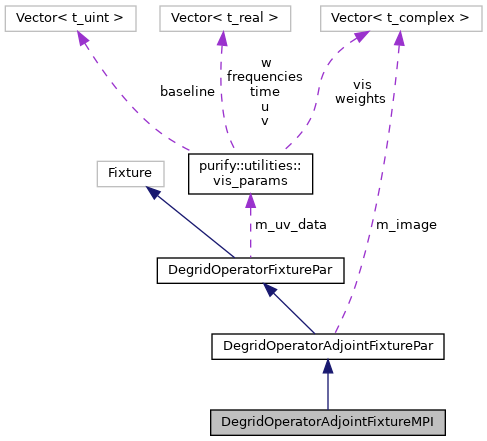 Vector< t_uint >
Vector< t_real >
Vector< t_complex >
w
frequencies
time
u
v
baseline
vis
weights
purify::utilities::
vis_params
Fixture
m_uv_data
m_image
DegridOperatorFixturePar
DegridOperatorAdjointFixturePar
DegridOperatorAdjointFixtureMPI